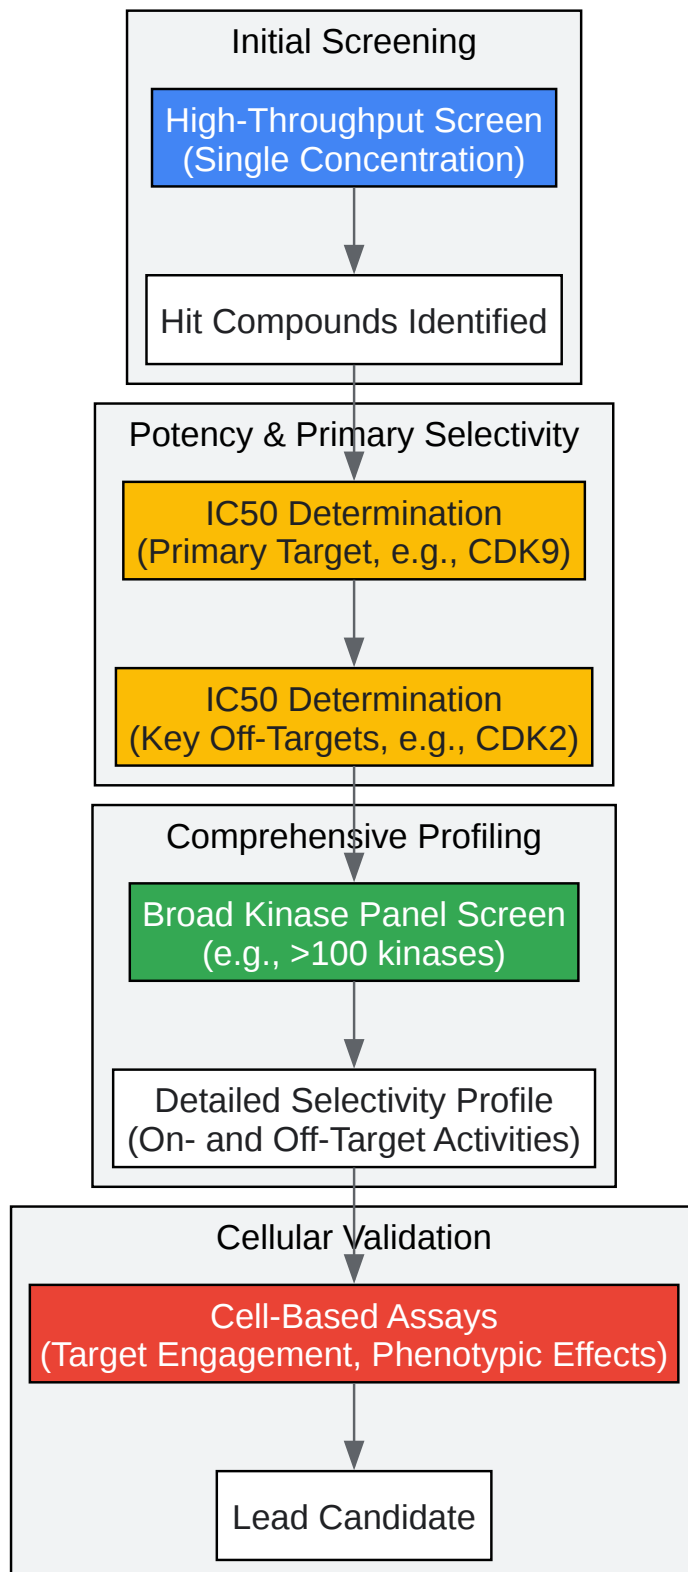 Initial Screening
High-Throughput Screen
(Single Concentration)
Hit Compounds Identified
Potency & Primary Selectivity
IC50 Determination
(Primary Target, e.g., CDK9)
IC50 Determination
(Key Off-Targets, e.g., CDK2)
Comprehensive Profiling
Broad Kinase Panel Screen
(e.g., >100 kinases)
Detailed Selectivity Profile
(On- and Off-Target Activities)
Cellular Validation
Cell-Based Assays
(Target Engagement, Phenotypic Effects)
Lead Candidate